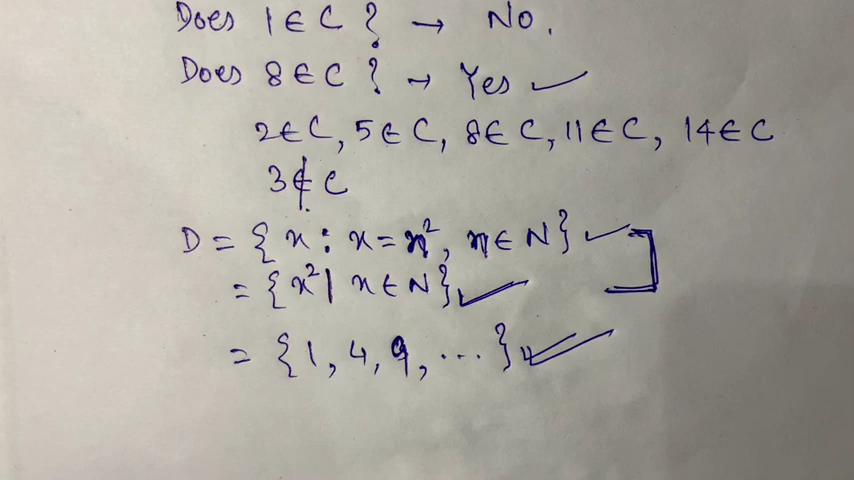 Does 1 ∈ C ? → No.
Does 8 ∈ C ? → Yes ✓
2 ∈ C, 5 ∈ C, 8 ∈ C, 11 ∈ C, 14 ∈ C
3 ∉ C
D = { x : x = n², n ∈ N } ✓
= { x² | x ∈ N } ✓
= { 1, 4, 9, ... } ✓